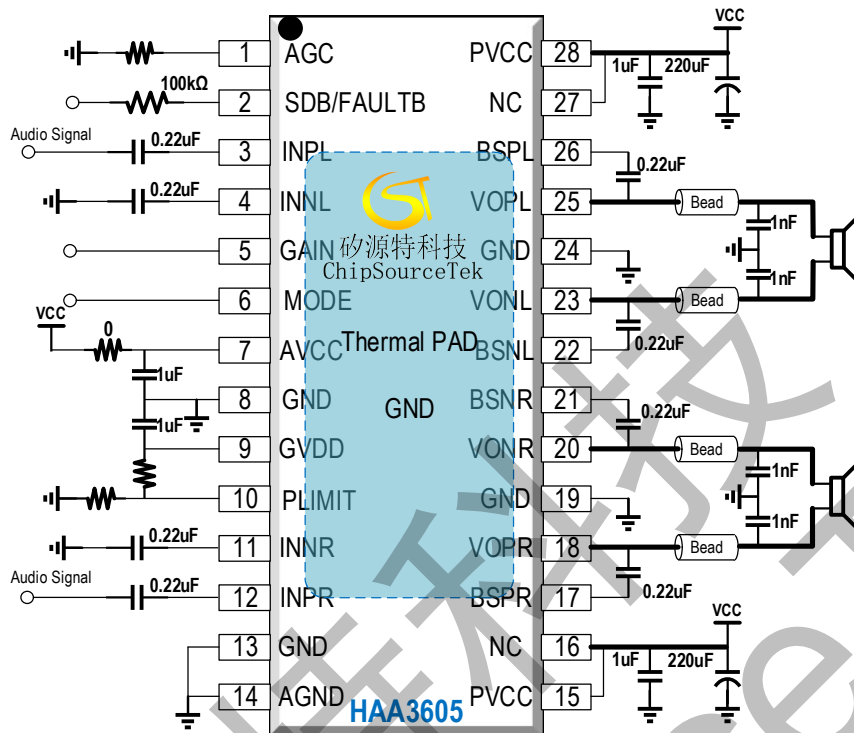 VCC
1 AGC PVCC 28
1uF 220uF
100kΩ
2 SDB/FAULTB NC 27
Audio Signal
0.22uF
3 INPL BSPL 26
0.22uF
0.22uF
4 INNL VOPL 25
Bead
1nF
矽源特科技
ChipSourceTek
5 GAIN GND 24
1nF
6 MODE VONL 23
Bead
VCC
0
7 AVCC BSNL 22
0.22uF
Thermal PAD
1uF
8 GND BSNR 21
GND
0.22uF
1uF
9 GVDD VONR 20
Bead
1nF
10 PLIMIT GND 19
1nF
0.22uF
11 INNR VOPR 18
Bead
Audio Signal
0.22uF
12 INPR BSPR 17
0.22uF
VCC
13 GND NC 16
1uF 220uF
14 AGND PVCC 15
HAA3605